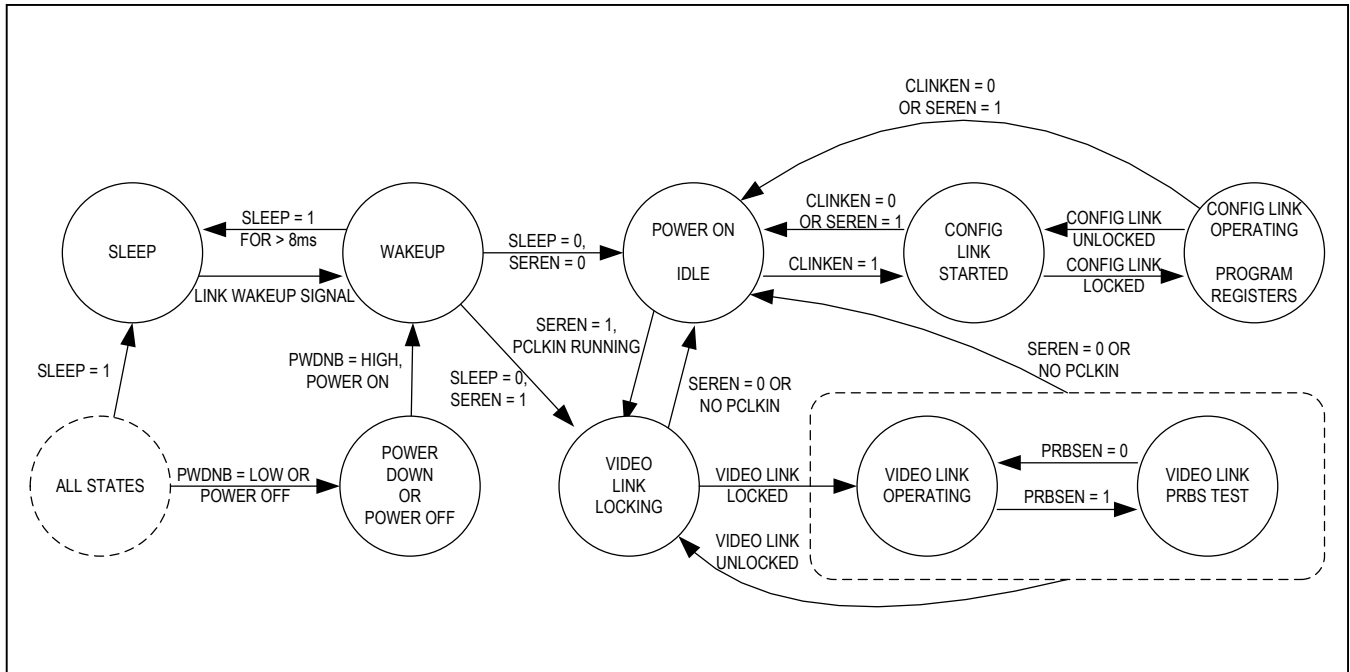 CLINKEN = 0
OR SEREN = 1
SLEEP = 1
FOR > 8ms
SLEEP
LINK WAKEUP SIGNAL
WAKEUP
SLEEP = 0,
SEREN = 0
POWER ON
IDLE
CLINKEN = 0
OR SEREN = 1
CLINKEN = 1
CONFIG
LINK
STARTED
CONFIG LINK
UNLOCKED
CONFIG LINK
LOCKED
CONFIG LINK
OPERATING
PROGRAM
REGISTERS
SLEEP = 1
PWDNB = HIGH,
POWER ON
SLEEP = 0,
SEREN = 1
SEREN = 1,
PCLKIN RUNNING
SEREN = 0 OR
NO PCLKIN
SEREN = 0 OR
NO PCLKIN
ALL STATES
PWDNB = LOW OR
POWER OFF
POWER
DOWN
OR
POWER OFF
VIDEO
LINK
LOCKING
VIDEO LINK
LOCKED
VIDEO LINK
OPERATING
PRBSEN = 0
PRBSEN = 1
VIDEO LINK
PRBS TEST
VIDEO LINK
UNLOCKED